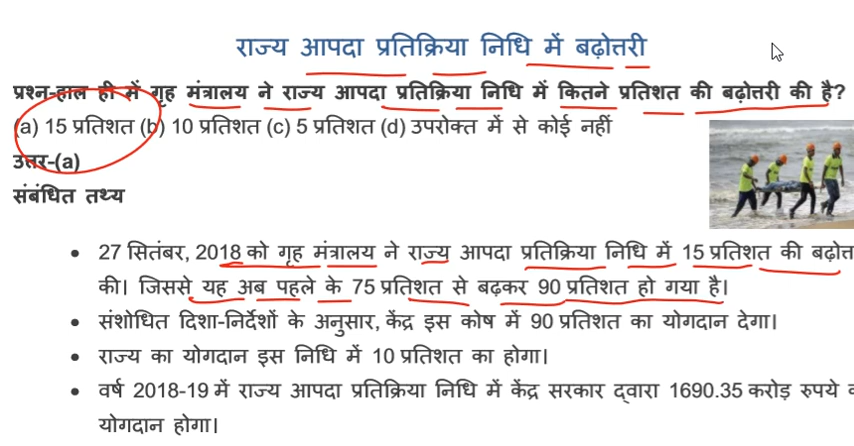 राज्य आपदा प्रतिक्रिया निधि में बढ़ोत्तरी
प्रश्न-हाल ही में गृह मंत्रालय ने राज्य आपदा प्रतिक्रिया निधि में कितने प्रतिशत की बढ़ोत्तरी की है?
(a) 15 प्रतिशत (b) 10 प्रतिशत (c) 5 प्रतिशत (d) उपरोक्त में से कोई नहीं
उत्तर-(a)
संबंधित तथ्य
• 27 सितंबर, 2018 को गृह मंत्रालय ने राज्य आपदा प्रतिक्रिया निधि में 15 प्रतिशत की
की। जिससे यह अब पहले के 75 प्रतिशत से बढ़कर 90 प्रतिशत हो गया है।
• संशोधित दिशा-निर्देशों के अनुसार, केंद्र इस कोष में 90 प्रतिशत का योगदान देगा।
• राज्य का योगदान इस निधि में 10 प्रतिशत का होगा।
• वर्ष 2018-19 में राज्य आपदा प्रतिक्रिया निधि में केंद्र सरकार द्वारा 1690.35 करोड़ रुपये
योगदान होगा।